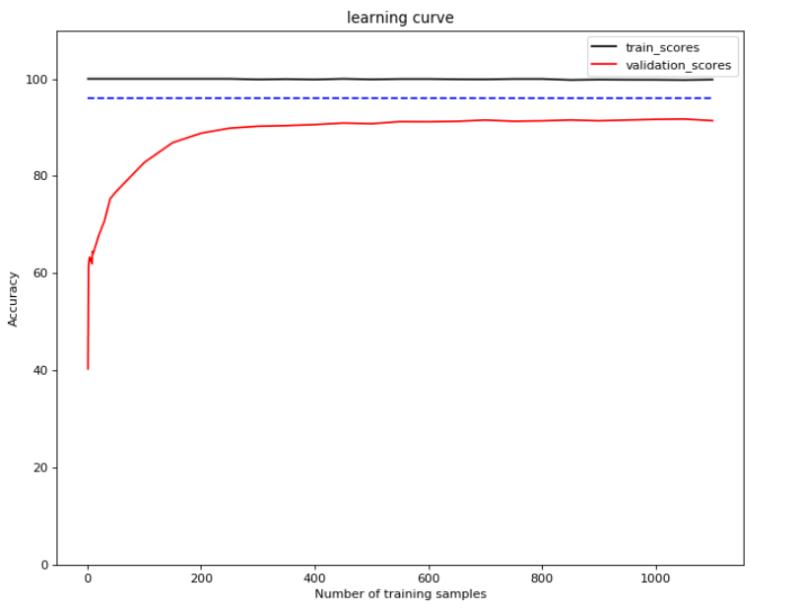 learning curve
train_scores
validation_scores
100
80
60
40
20
0
Accuracy
0 200 400 600 800 1000
Number of training samples